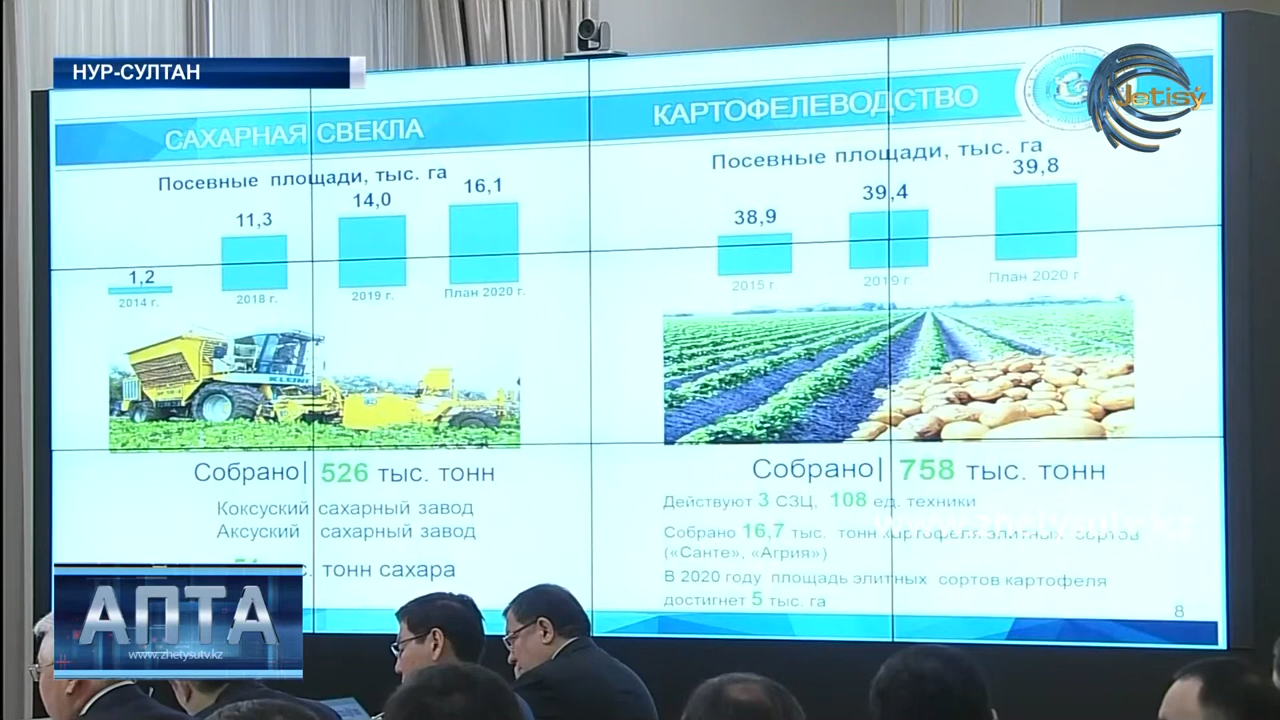 НУР-СУЛТАН
Jetisý
САХАРНАЯ СВЕКЛА
Посевные площади, тыс. га
1,2
11,3
14,0
16,1
2014 г.
2018 г.
2019 г.
План 2020 г.
Собрано| 526 тыс. тонн
Коксуский сахарный завод
Аксуский сахарный завод
тонн сахара
КАРТОФЕЛЕВОДСТВО
Посевные площади, тыс. га
38,9
39,4
39,8
2015 г
2019 г.
План 2020 г
Собрано| 758 тыс. тонн
Действуют 3 СЗЦ, 108 ед. техники
www.zhetysutv.kz
Собрано 16,7 тыс. тонн картофеля элитных сортов
(«Санте», «Агрия»)
В 2020 году площадь элитных сортов картофеля
достигнет 5 тыс. га
8
АПТА
www.zhetysutv.kz